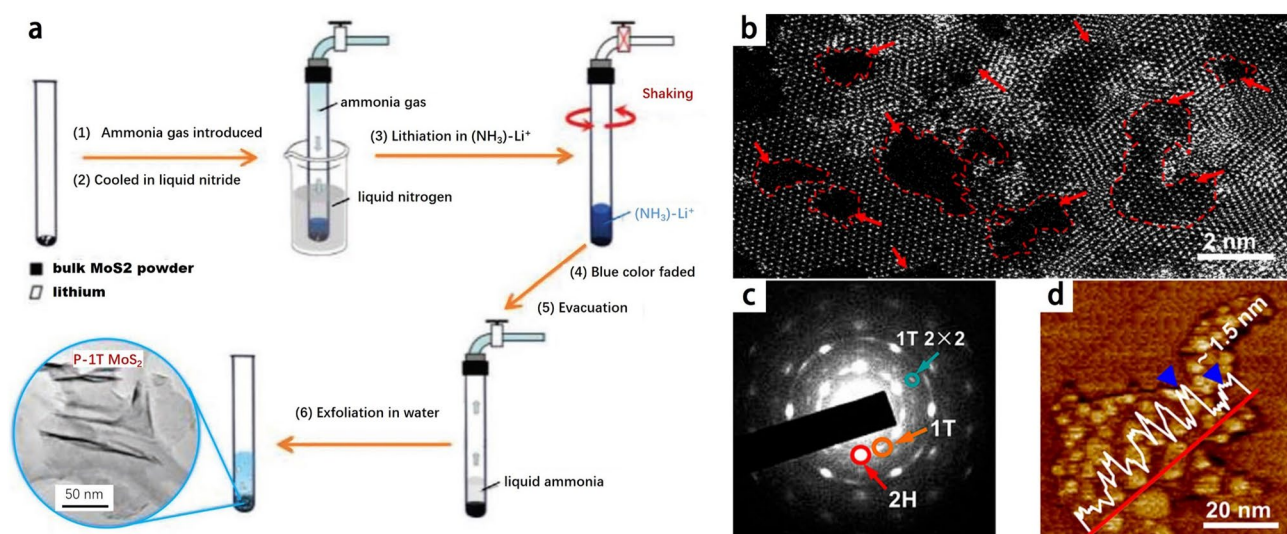 a
(1) Ammonia gas introduced
(2) Cooled in liquid nitride
ammonia gas
liquid nitrogen
(3) Lithiation in (NH₃)-Li⁺
Shaking
(NH₃)-Li⁺
bulk MoS2 powder
lithium
(4) Blue color faded
(5) Evacuation
P-1T MoS₂
50 nm
(6) Exfoliation in water
liquid ammonia
b
2 nm
c
1T 2×2
1T
2H
d
~ 1.5 nm
20 nm